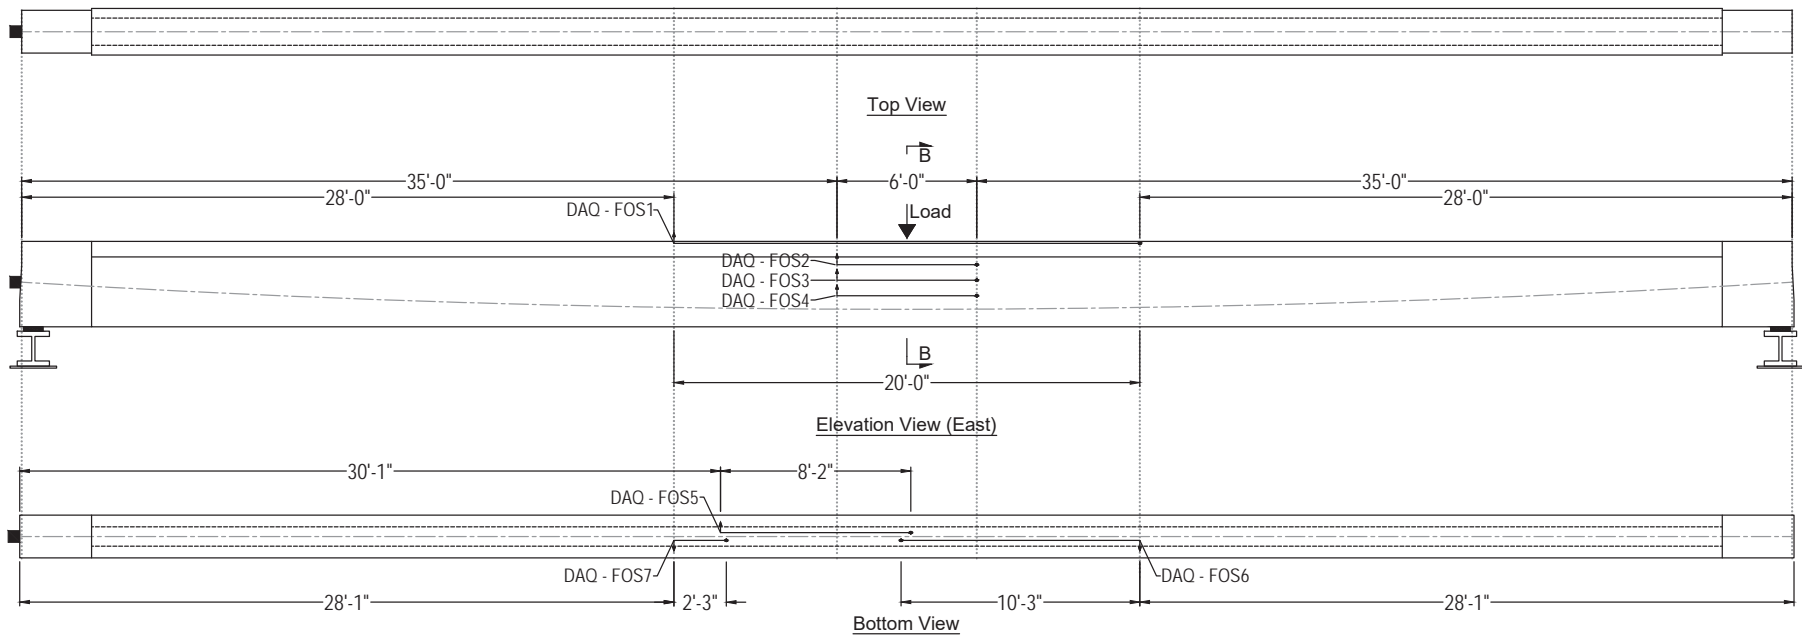 Top View
B
35'-0"
6'-0"
35'-0"
28'-0"
28'-0"
DAQ - FOS1
Load
DAQ - FOS2
DAQ - FOS3
DAQ - FOS4
B
20'-0"
Elevation View (East)
30'-1"
8'-2"
DAQ - FOS5
DAQ - FOS7
DAQ - FOS6
28'-1"
2'-3"
10'-3"
28'-1"
Bottom View